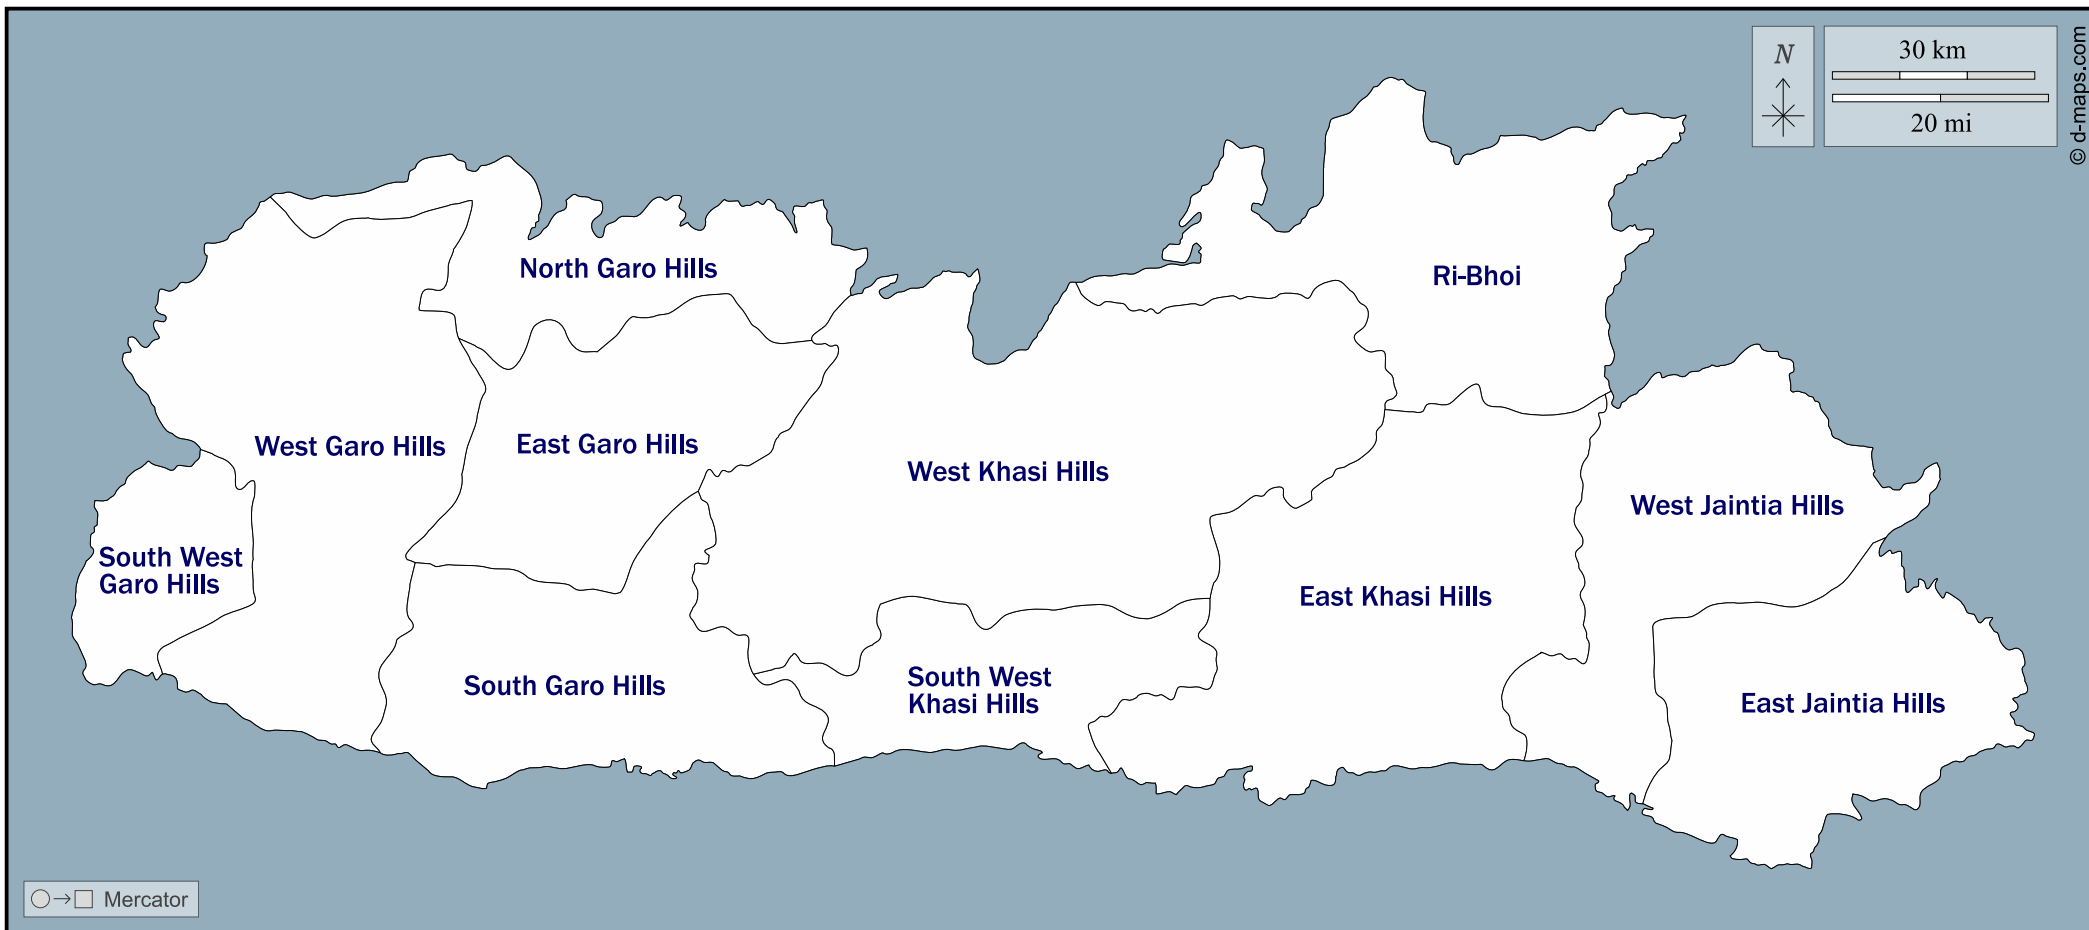 N
30 km
20 mi
© d-maps.com
North Garo Hills
Ri-Bhoi
West Garo Hills
East Garo Hills
West Khasi Hills
West Jaintia Hills
South West
Garo Hills
East Khasi Hills
South Garo Hills
South West
Khasi Hills
East Jaintia Hills
Mercator